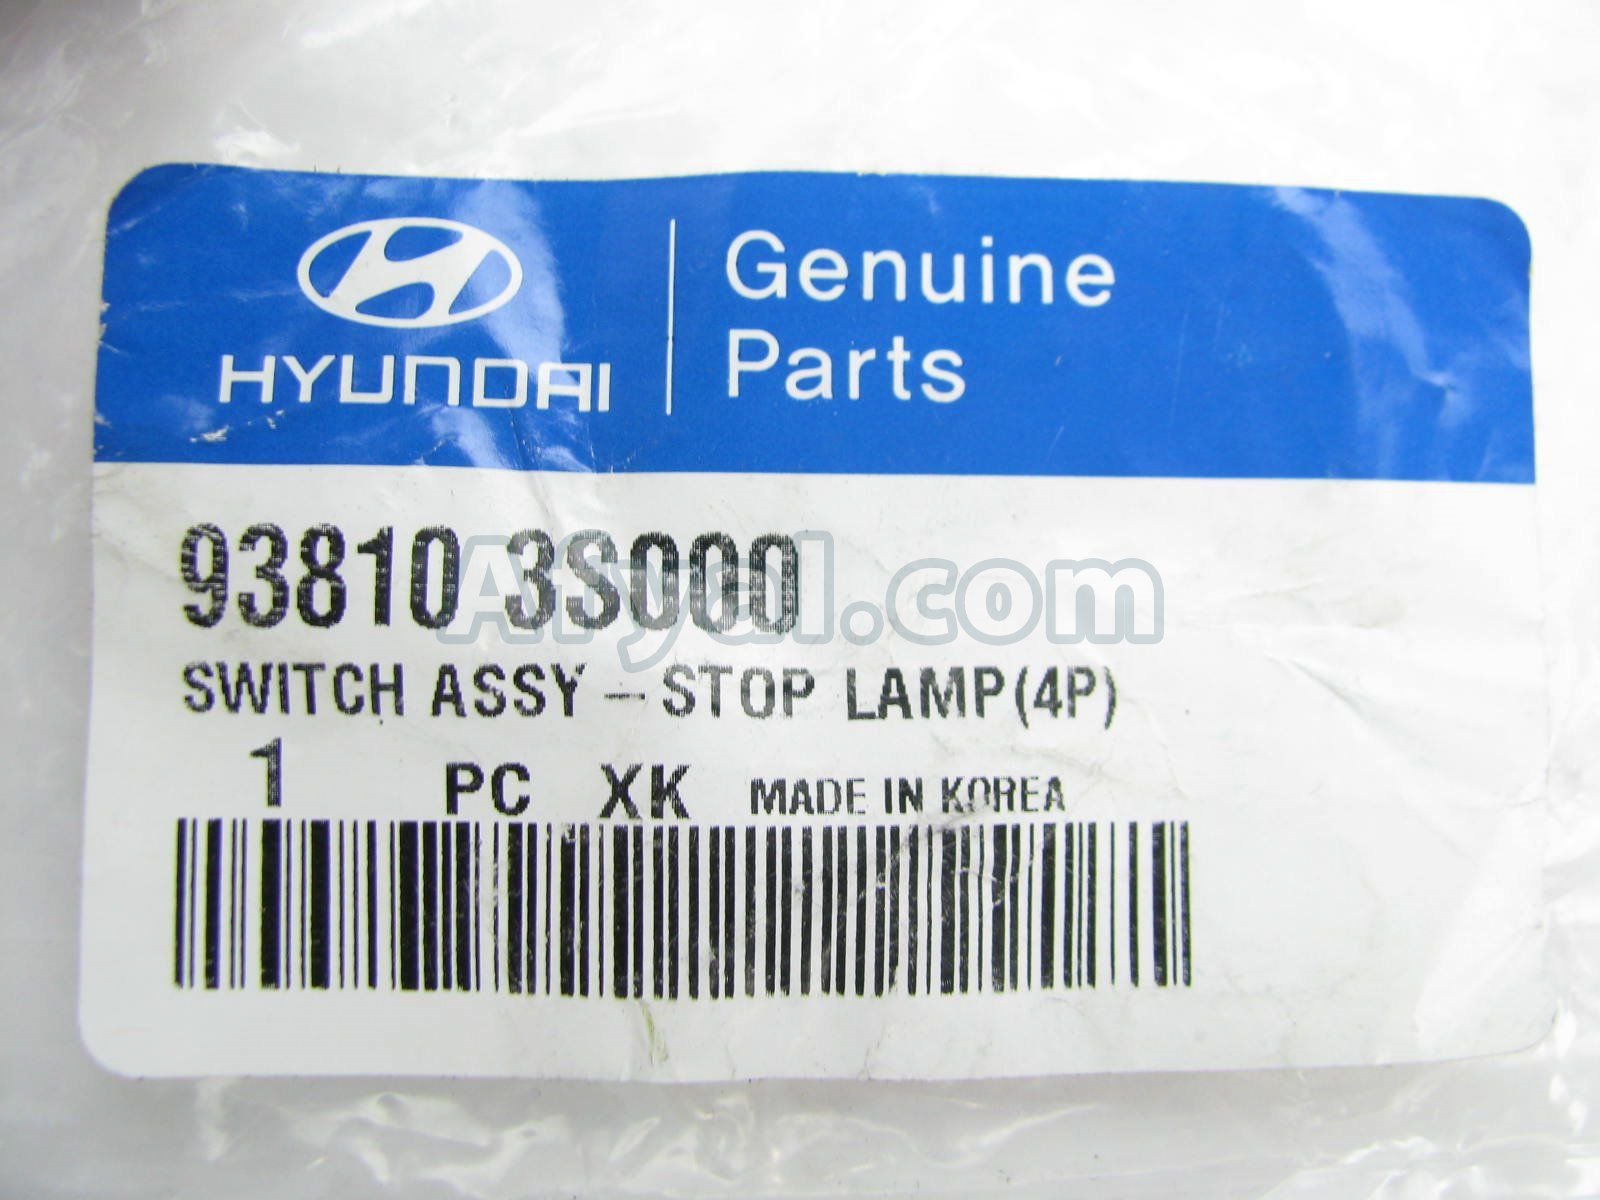 HYUNDAI
Genuine
Parts
93810 3S000
Afyal.com
SWITCH ASSY - STOP LAMP(4P)
1 PC XK MADE IN KOREA